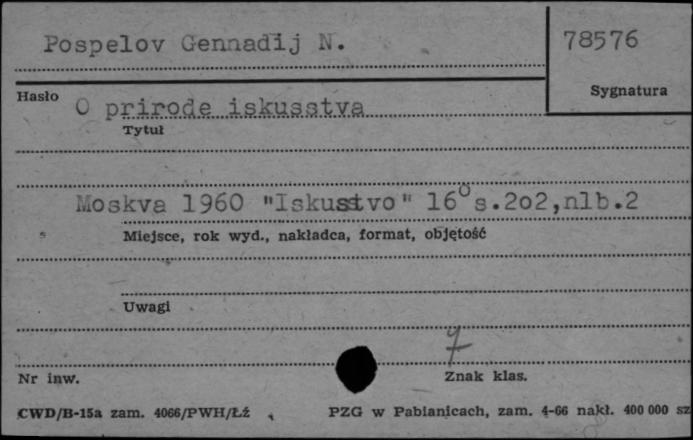 Pospelov Gennadij N.
78576
Sygnatura
Hasło
O prirode iskusstva
Tytuł
Moskva 1960 "Iskustvo" 16° s.2o2,nlb.2
Miejsce, rok wyd., nakładca, format, objętość
Uwagi
7
Nr inw.
Znak klas.
CWD/B-15a zam. 4066/PWH/Łź
PZG w Pabianicach, zam. 4-66 nakł. 400 000 sz